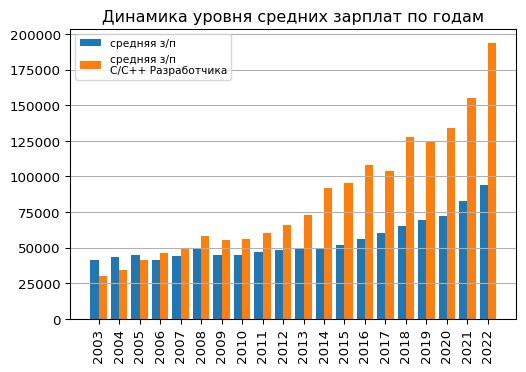 Динамика уровня средних зарплат по годам
200000
175000
150000
125000
100000
75000
50000
25000
0
средняя з/п
средняя з/п
C/C++ Разработчика
2003 2004 2005 2006 2007 2008 2009 2010 2011 2012 2013 2014 2015 2016 2017 2018 2019 2020 2021 2022